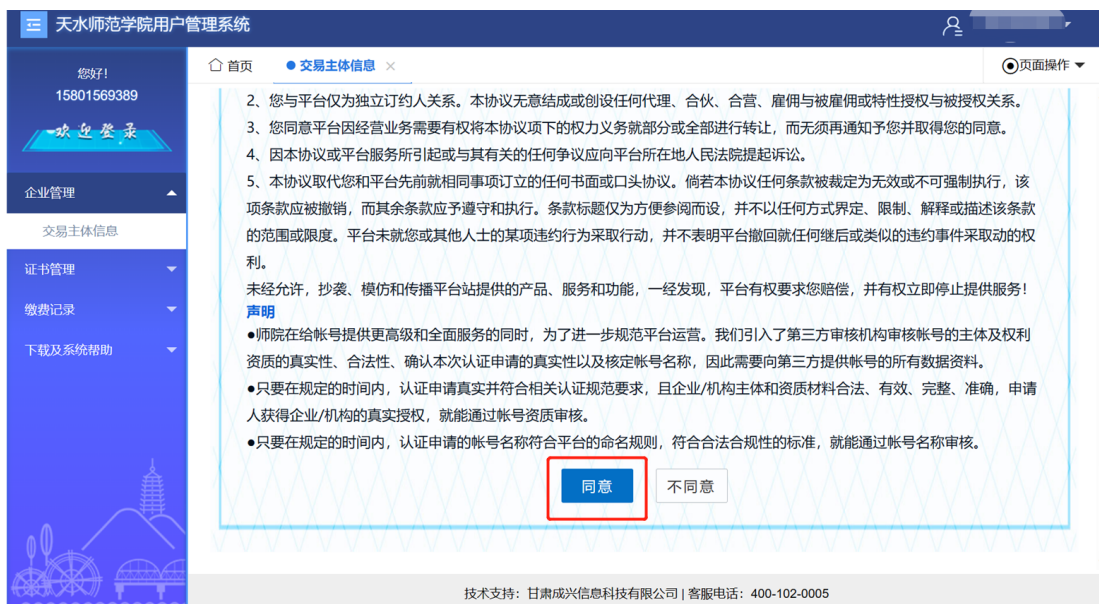 天水师范学院用户管理系统
您好!
15801569389
欢迎登录
企业管理
交易主体信息
证书管理
缴费记录
下载及系统帮助
首页
交易主体信息
页面操作
2、您与平台仅为独立订约人关系。本协议无意结成或创设任何代理、合伙、合营、雇佣与被雇佣或特性授权与被授权关系。
3、您同意平台因经营业务需要有权将本协议项下的权力义务就部分或全部进行转让，而无须再通知予您并取得您的同意。
4、因本协议或平台服务所引起或与其有关的任何争议应向平台所在地人民法院提起诉讼。
5、本协议取代您和平台先前就相同事项订立的任何书面或口头协议。倘若本协议任何条款被裁定为无效或不可强制执行，该
项条款应被撤销，而其余条款应予遵守和执行。条款标题仅为方便参阅而设，并不以任何方式界定、限制、解释或描述该条款
的范围或限度。平台未就您或其他人士的某项违约行为采取行动，并不表明平台撤回就任何继后或类似的违约事件采取动的权
利。
未经允许，抄袭、模仿和传播平台站提供的产品、服务和功能，一经发现，平台有权要求您赔偿，并有权立即停止提供服务！
声明
●师院在给帐号提供更高级和全面服务的同时，为了进一步规范平台运营。我们引入了第三方审核机构审核帐号的主体及权利
资质的真实性、合法性、确认本次认证申请的真实性以及核定帐号名称，因此需要向第三方提供帐号的所有数据资料。
●只要在规定的时间内，认证申请真实并符合相关认证规范要求，且企业/机构主体和资质材料合法、有效、完整、准确，申请
人获得企业/机构的真实授权，就能通过帐号资质审核。
●只要在规定的时间内，认证申请的帐号名称符合平台的命名规则，符合合法合规性的标准，就能通过帐号名称审核。
同意
不同意
技术支持：甘肃成兴信息科技有限公司 | 客服电话：400-102-0005